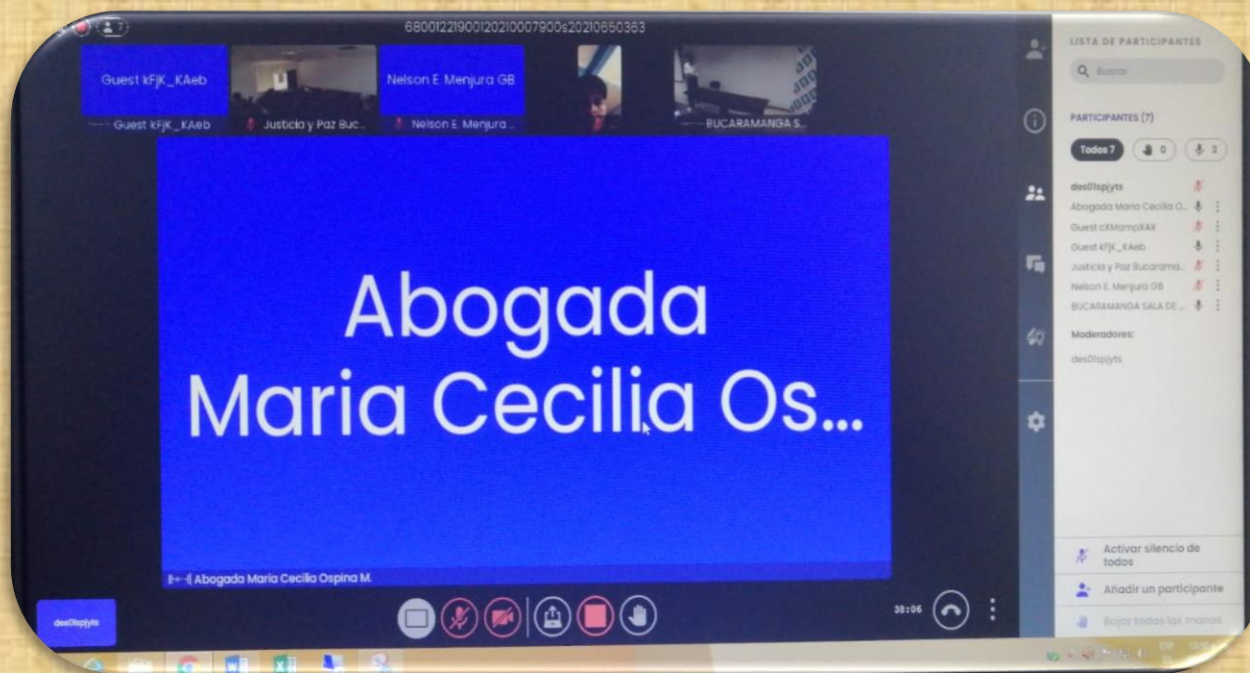 7
68001221900120210007900s20210650363
Guest kFjK_KAeb
Guest kFjK_KAeb
Justicia y Paz Buc...
Nelson E. Menjura GB
Nelson E. Menjura ...
BUCARAMANGA S...
Abogada
Maria Cecilia Os...
Abogada Maria Cecilia Ospina M.
des01spjyts
38:06
LISTA DE PARTICIPANTES
Buscar
PARTICIPANTES (7)
Todos 7
0
3
des01spjyts
Abogada Maria Cecilia O...
Guest cXMampXAX
Guest kFjK_KAeb
Justicia y Paz Bucarama...
Nelson E. Menjura GB
BUCARAMANGA SALA DE ...
Moderadores:
des01spjyts
Activar silencio de
todos
Añadir un participante
Bajar todas las manos
ESP